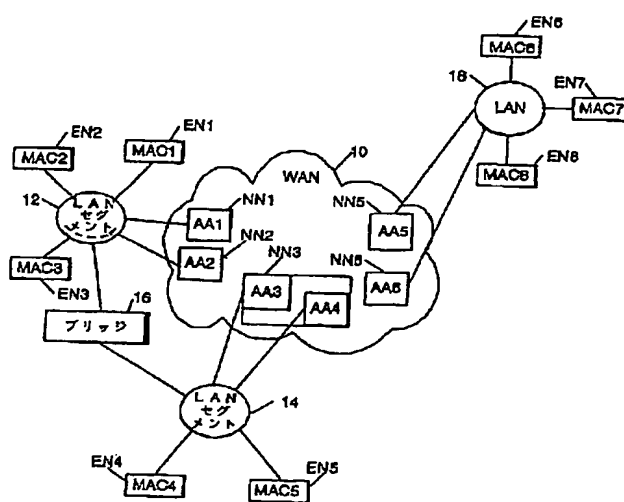 EN6
MAC6
18
EN7
LAN
MAC7
EN2
EN1
MAC2
MAC1
10
WAN
MAC8
EN8
12
LAN
セグ
メント
NN1
NN5
AA1
AA5
NN2
AA2
NN3
NN6
MAC3
EN3
16
AA3
AA6
AA4
ブリッジ
LAN
セグ
メント
14
EN4
EN5
MAC4
MAC5